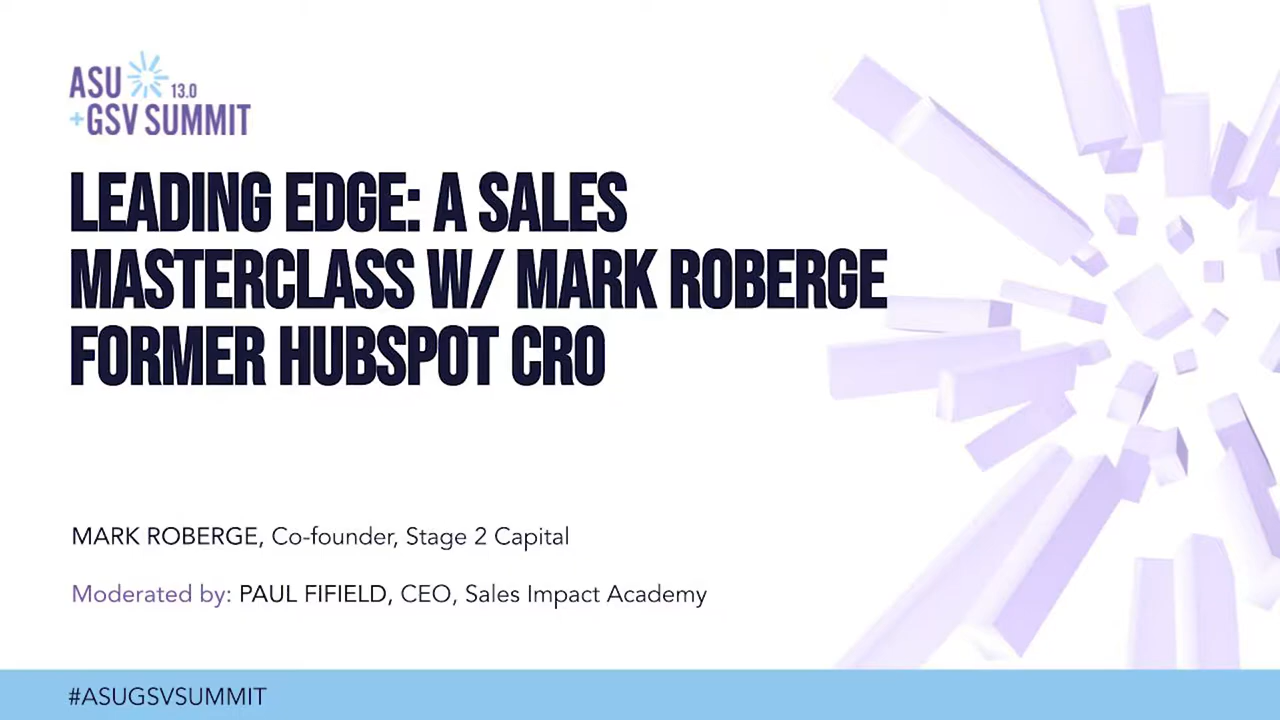 ASU 13.0
+GSV SUMMIT
LEADING EDGE: A SALES
MASTERCLASS W/ MARK ROBERGE
FORMER HUBSPOT CRO
MARK ROBERGE, Co-founder, Stage 2 Capital
Moderated by: PAUL FIFIELD, CEO, Sales Impact Academy
#ASUGSVSUMMIT